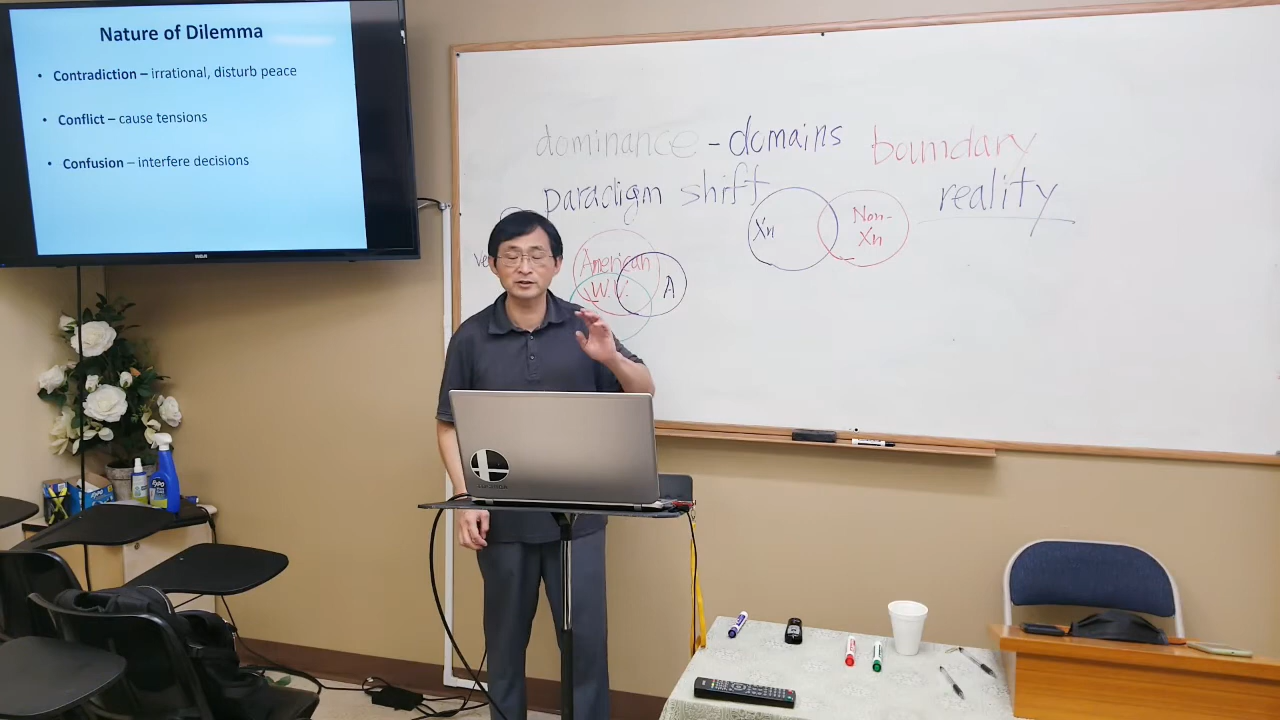 Nature of Dilemma
• Contradiction – irrational, disturb peace
• Conflict – cause tensions
• Confusion – interfere decisions
dominance - domains boundary
paradigm shift reality
Xn
Non-
Xn
American
W.V.
A